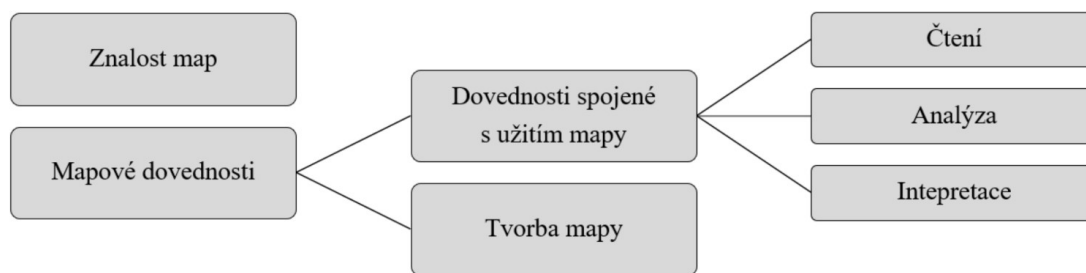 Znalost map
Mapové dovednosti
Dovednosti spojené
s užitím mapy
Tvorba mapy
Čtení
Analýza
Intepretace